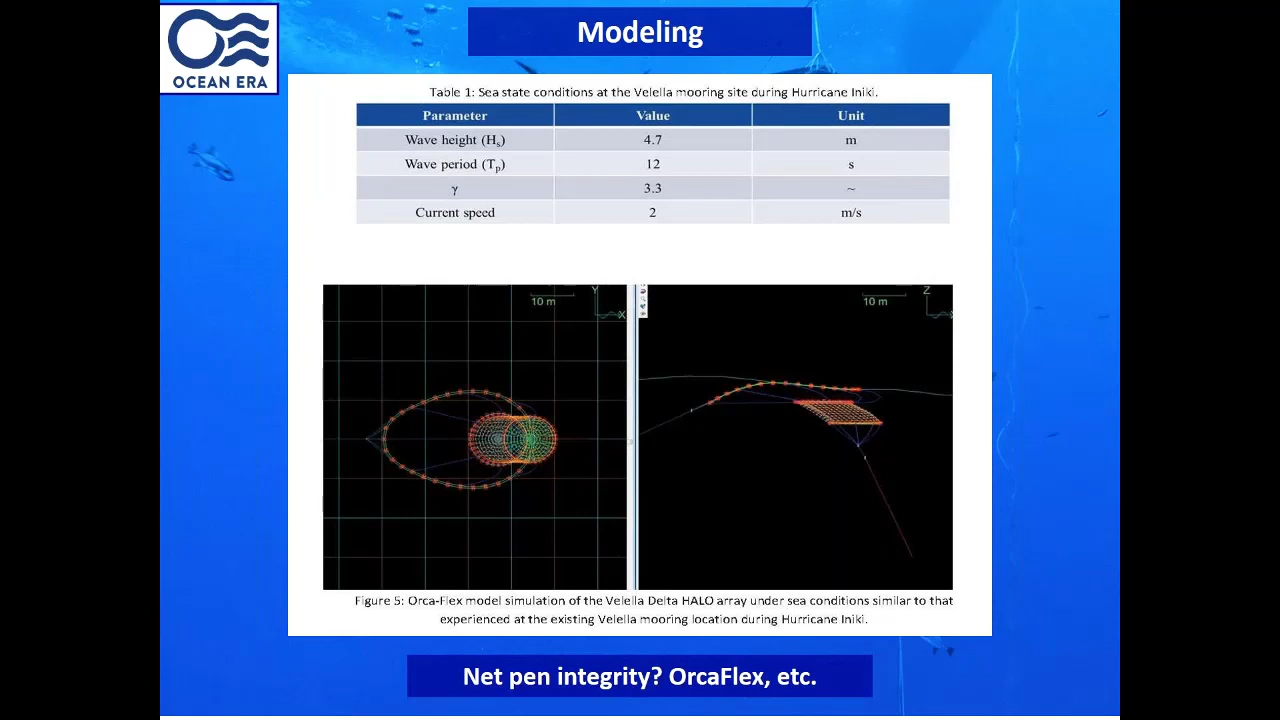 OCEAN ERA
Modeling
Table 1: Sea state conditions at the Velella mooring site during Hurricane Iniki.
Parameter Value Unit
Wave height (Hs) 4.7 m
Wave period (Tp) 12 s
γ 3.3 ~
Current speed 2 m/s
10 m Y X
10 m Z
Figure 5: Orca-Flex model simulation of the Velella Delta HALO array under sea conditions similar to that
experienced at the existing Velella mooring location during Hurricane Iniki.
Net pen integrity? OrcaFlex, etc.